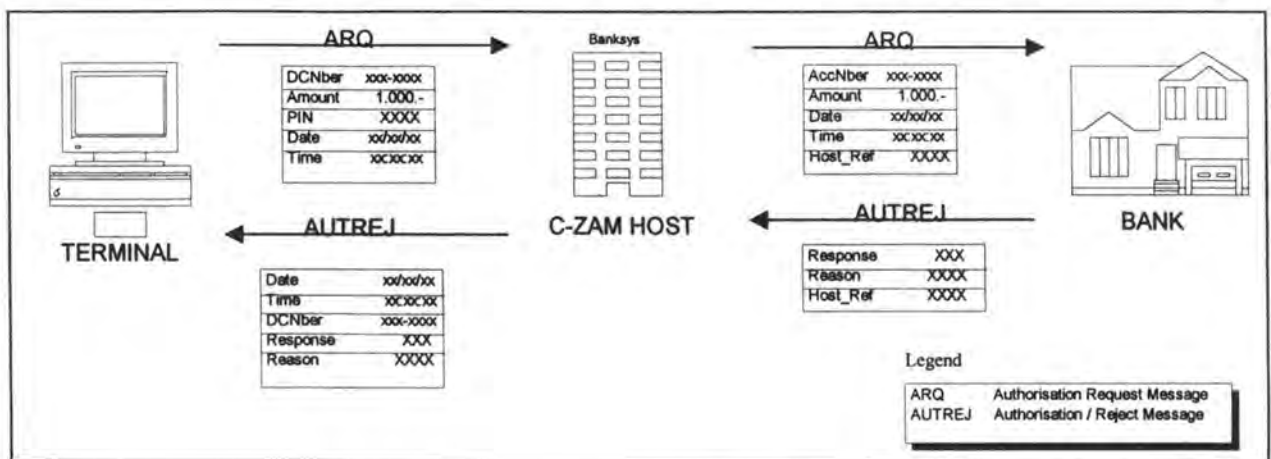 ARQ
DCNber xxx-xxxx
Amount 1.000.-
PIN XXXX
Date xx/xx/xx
Time xx:xx:xx
TERMINAL
AUTREJ
Date xx/xx/xx
Time xx:xx:xx
DCNber xxx-xxxx
Response XXX
Reason XXXX
Banksys
C-ZAM HOST
ARQ
AccNber xxx-xxxx
Amount 1.000.-
Date xx/xx/xx
Time xx:xx:xx
Host_Ref XXXX
AUTREJ
Response XXX
Reason XXXX
Host_Ref XXXX
BANK
Legend
ARQ Authorisation Request Message
AUTREJ Authorisation / Reject Message